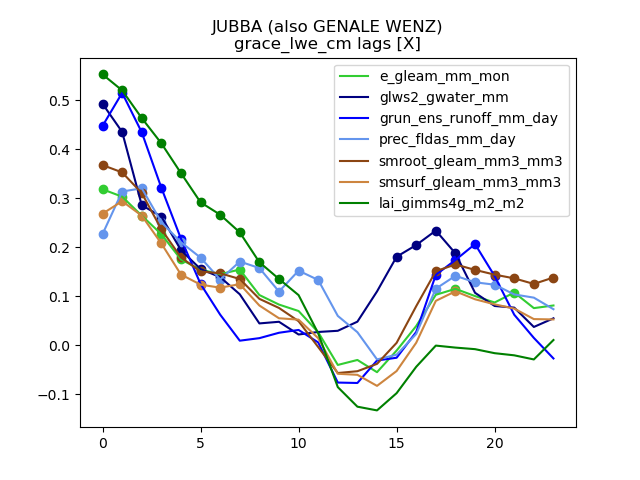 JUBBA (also GENALE WENZ)
grace_lwe_cm lags [X]
e_gleam_mm_mon
glws2_gwater_mm
grun_ens_runoff_mm_day
prec_fldas_mm_day
smroot_gleam_mm3_mm3
smsurf_gleam_mm3_mm3
lai_gimms4g_m2_m2
0.5
0.4
0.3
0.2
0.1
0.0
−0.1
0 5 10 15 20